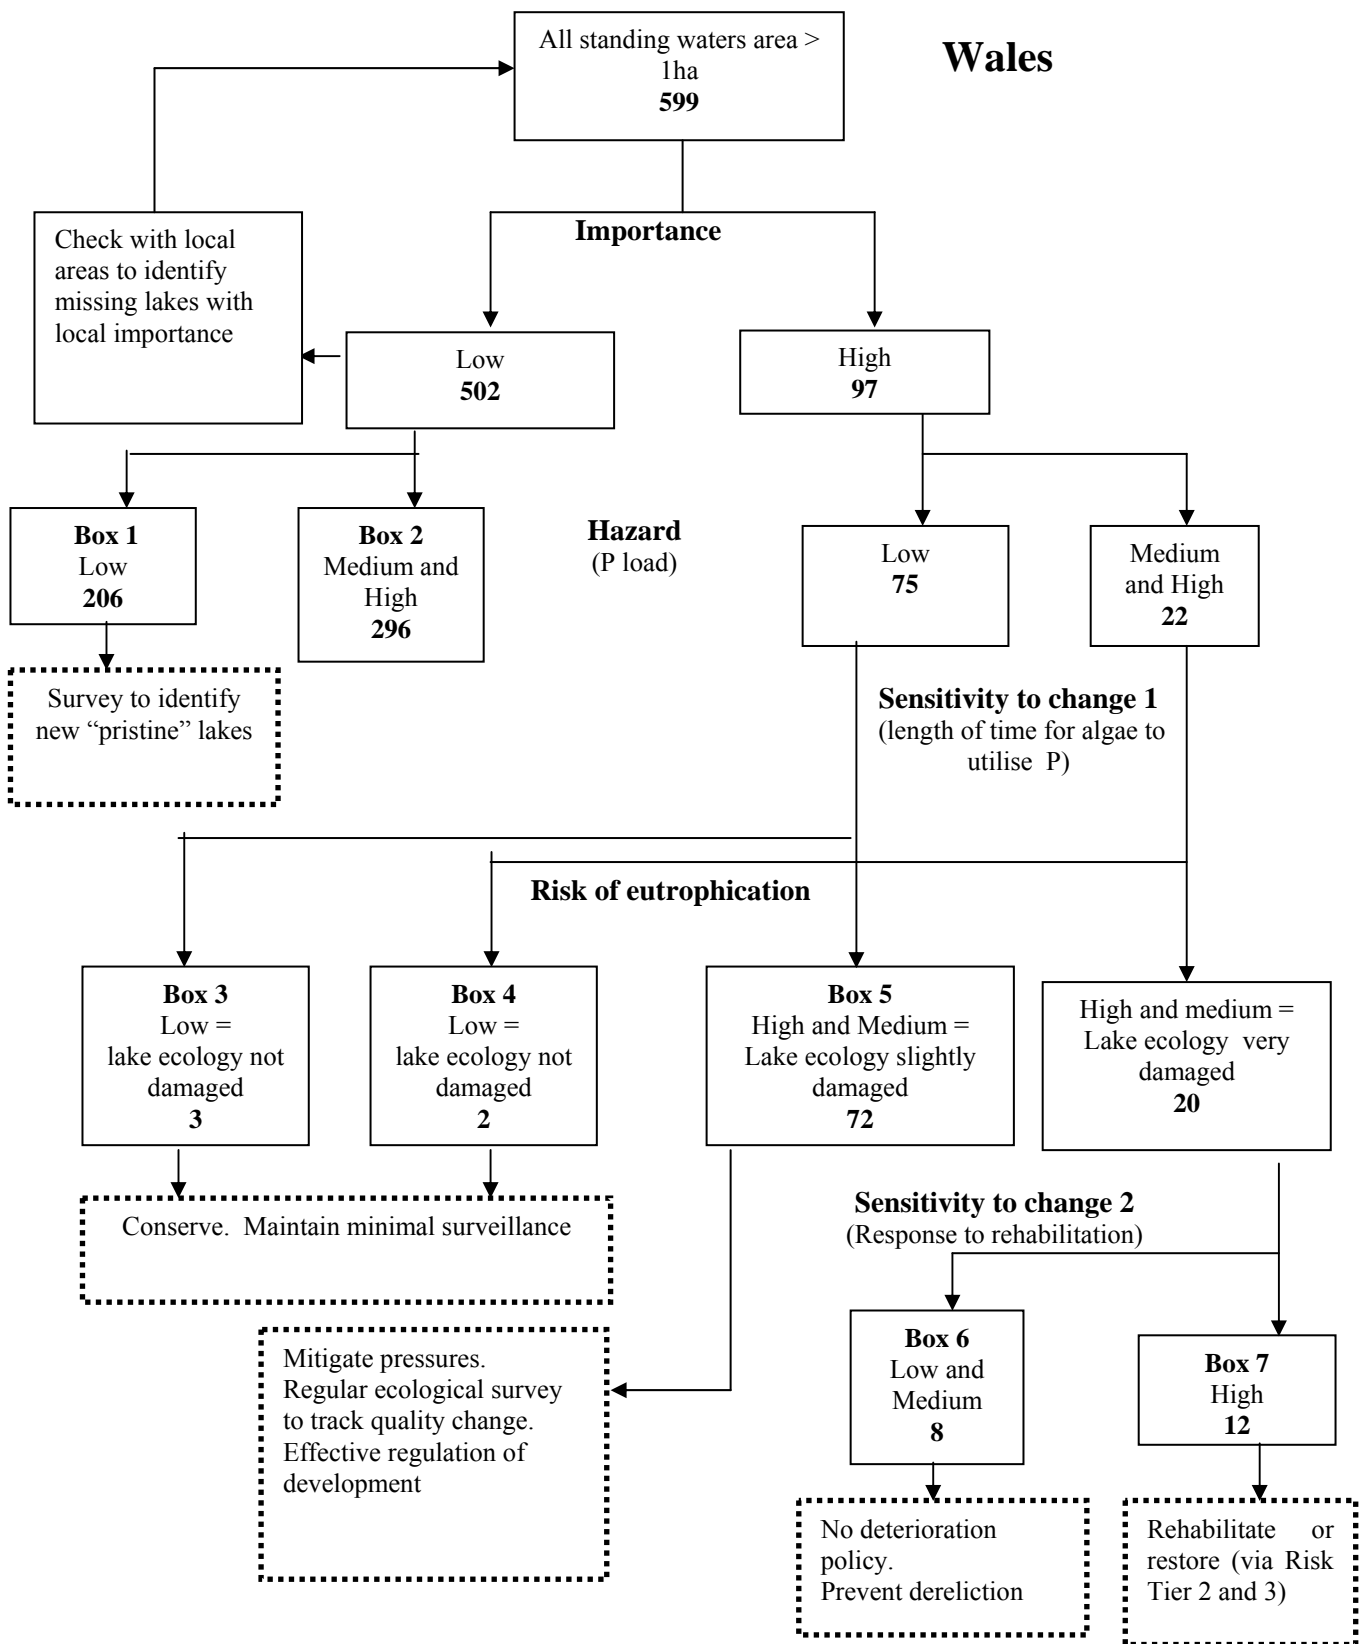 All standing waters area >
1ha
599
Wales
Check with local
areas to identify
missing lakes with
local importance
Importance
Low
502
High
97
Box 1
Low
206
Box 2
Medium and
High
296
Hazard
(P load)
Low
75
Medium
and High
22
Survey to identify
new “pristine” lakes
Sensitivity to change 1
(length of time for algae to
utilise P)
Risk of eutrophication
Box 3
Low =
lake ecology not
damaged
3
Box 4
Low =
lake ecology not
damaged
2
Box 5
High and Medium =
Lake ecology slightly
damaged
72
High and medium =
Lake ecology very
damaged
20
Conserve. Maintain minimal surveillance
Sensitivity to change 2
(Response to rehabilitation)
Mitigate pressures.
Regular ecological survey
to track quality change.
Effective regulation of
development
Box 6
Low and
Medium
8
Box 7
High
12
No deterioration
policy.
Prevent dereliction
Rehabilitate or
restore (via Risk
Tier 2 and 3)